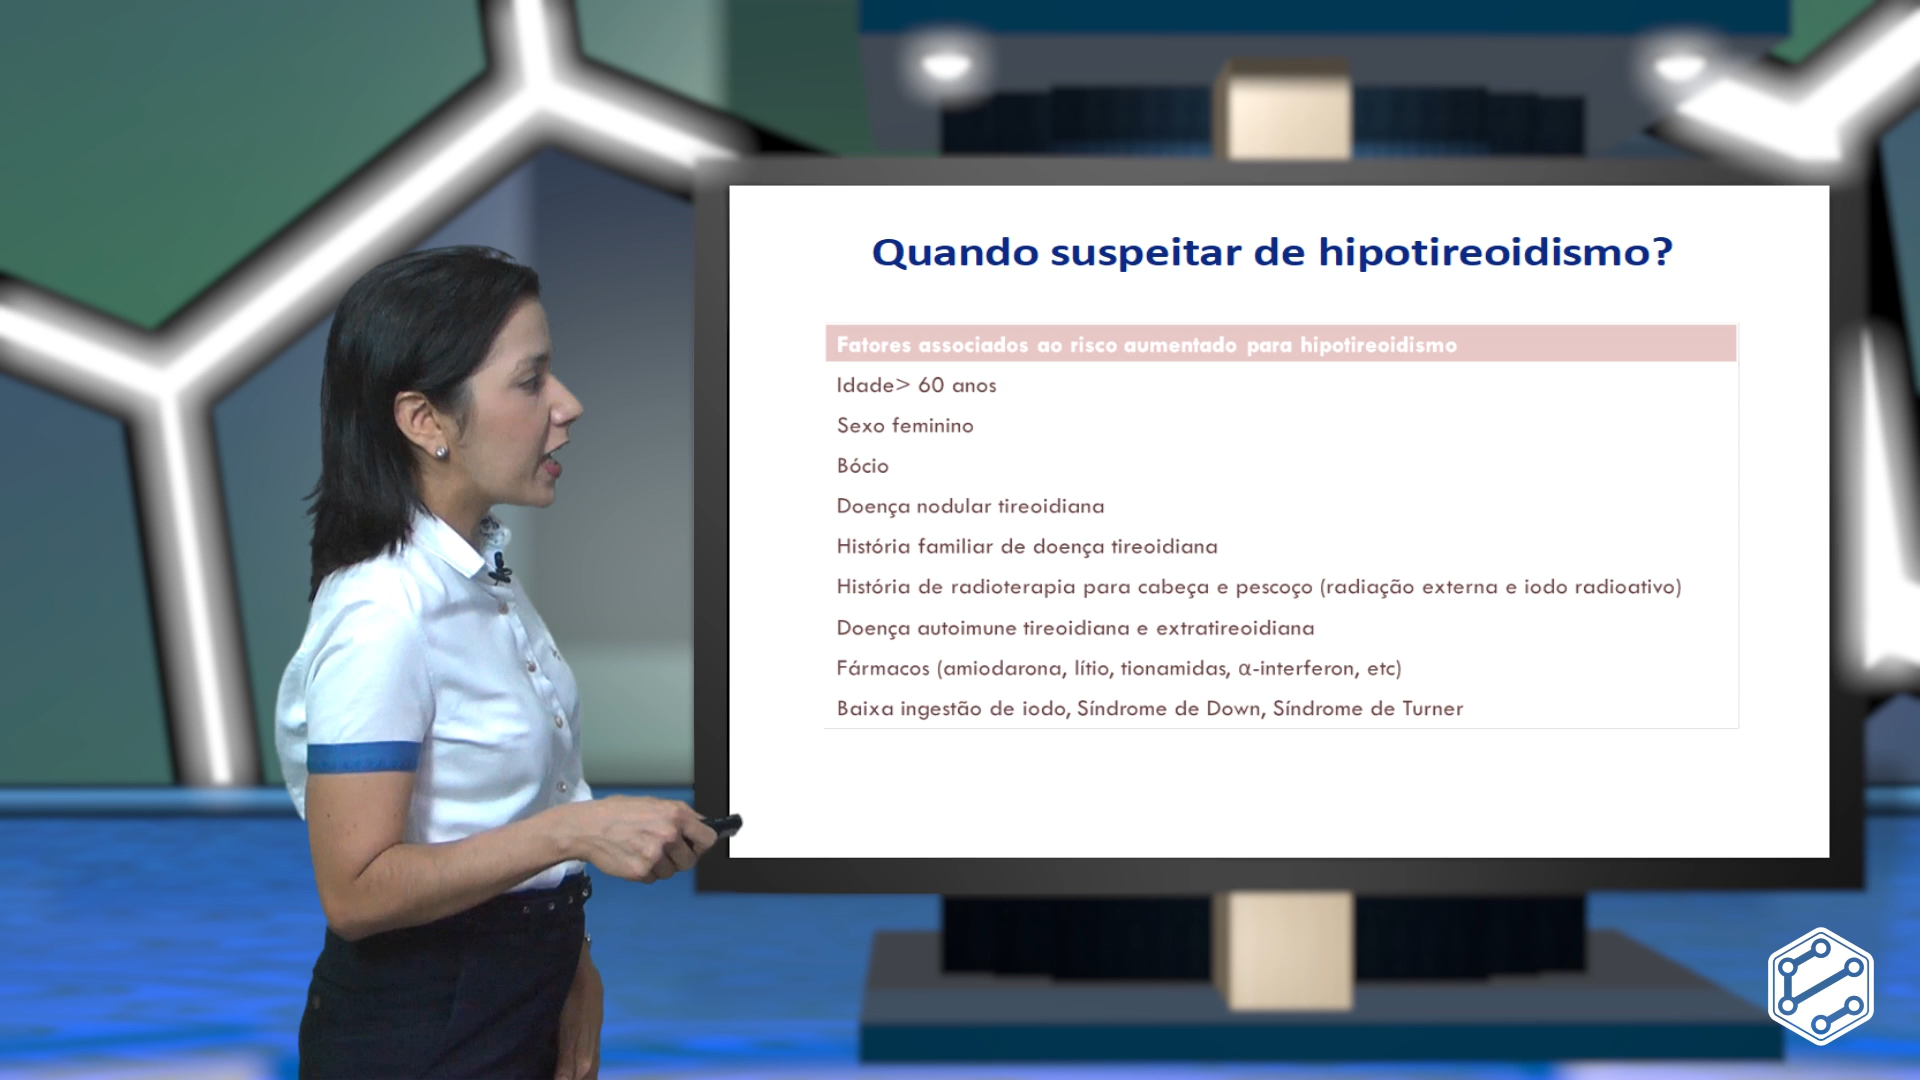 Quando suspeitar de hipotireoidismo?
Fatores associados ao risco aumentado para hipotireoidismo
Idade> 60 anos
Sexo feminino
Bócio
Doença nodular tireoidiana
História familiar de doença tireoidiana
História de radioterapia para cabeça e pescoço (radiação externa e iodo radioativo)
Doença autoimune tireoidiana e extratireoidiana
Fármacos (amiodarona, lítio, tionamidas, α-interferon, etc)
Baixa ingestão de iodo, Síndrome de Down, Síndrome de Turner